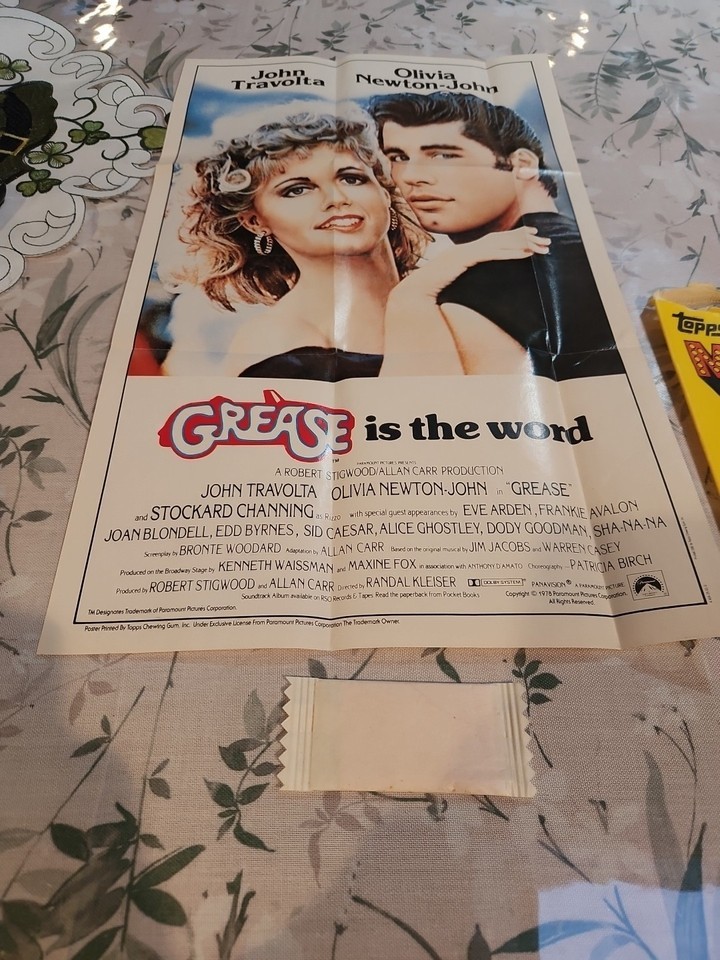 John Travolta
Olivia Newton-John
GREASE is the word
TM
PARAMOUNT PICTURES PRESENTS
A ROBERT STIGWOOD/ALLAN CARR PRODUCTION
JOHN TRAVOLTA OLIVIA NEWTON-JOHN in "GREASE"
and STOCKARD CHANNING as Rizzo with special guest appearances by EVE ARDEN, FRANKIE AVALON
JOAN BLONDELL, EDD BYRNES, SID CAESAR, ALICE GHOSTLEY, DODY GOODMAN, SHA-NA-NA
Screenplay by BRONTE WOODARD Adaptation by ALLAN CARR Based on the original musical by JIM JACOBS and WARREN CASEY
Produced on the Broadway Stage by KENNETH WAISSMAN and MAXINE FOX in association with ANTHONY D'AMATO Choreography PATRICIA BIRCH
Produced by ROBERT STIGWOOD and ALLAN CARR Directed by RANDAL KLEISER DOLBY SYSTEM PANAVISION® A PARAMOUNT PICTURE
Soundtrack Album available on RSO Records & Tapes Read the paperback from Pocket Books Copyright © 1978 Paramount Pictures Corporation.
All Rights Reserved.
TM Designates Trademark of Paramount Pictures Corporation.
Poster Printed By Topps Chewing Gum, Inc. Under Exclusive License From Paramount Pictures Corporation The Trademark Owner.
topps